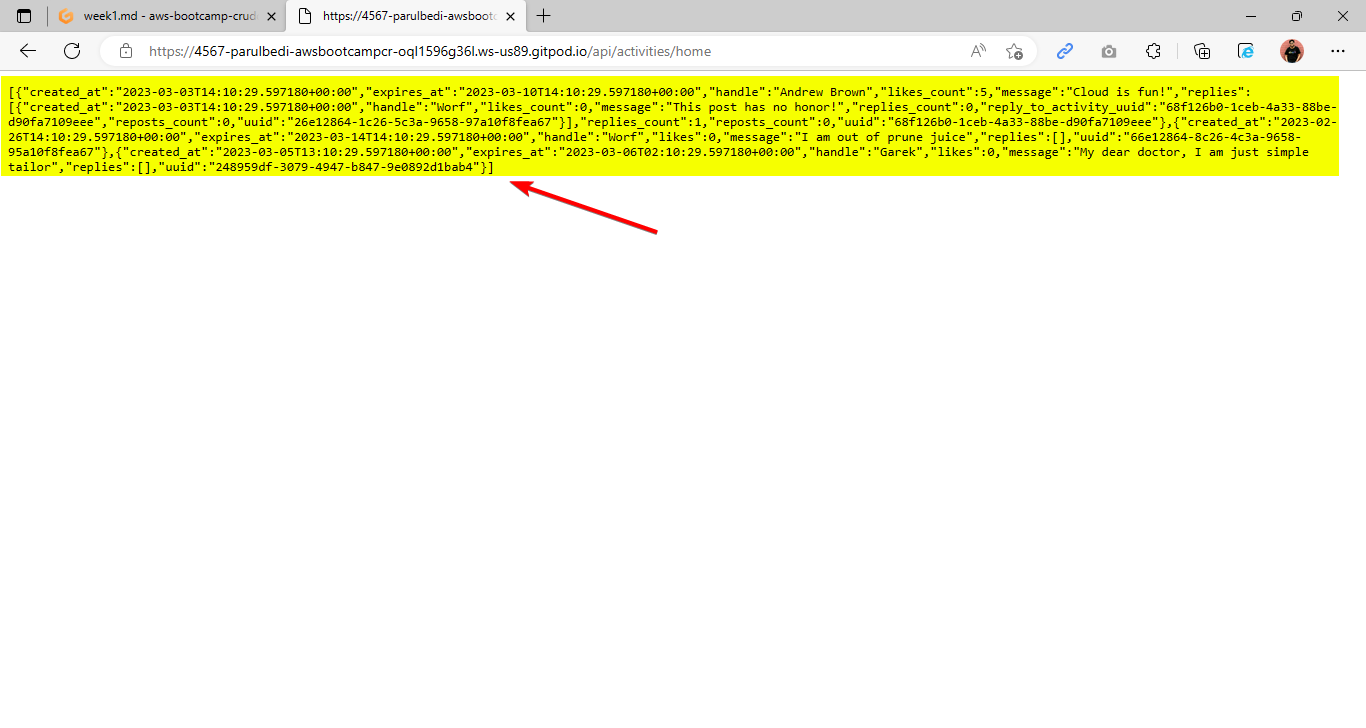 week1.md - aws-bootcamp-crud
https://4567-parulbedi-awsboot
https://4567-parulbedi-awsbootcampcr-oql1596g36l.ws-us89.gitpod.io/api/activities/home
[{"created_at":"2023-03-03T14:10:29.597180+00:00","expires_at":"2023-03-10T14:10:29.597180+00:00","handle":"Andrew Brown","likes_count":5,"message":"Cloud is fun!","replies":
[{"created_at":"2023-03-03T14:10:29.597180+00:00","handle":"Worf","likes_count":0,"message":"This post has no honor!","replies_count":0,"reply_to_activity_uuid":"68f126b0-1ceb-4a33-88be-
d90fa7109eee","reposts_count":0,"uuid":"26e12864-1c26-5c3a-9658-97a10f8fea67"}],"replies_count":1,"reposts_count":0,"uuid":"68f126b0-1ceb-4a33-88be-d90fa7109eee"},{"created_at":"2023-02-
26T14:10:29.597180+00:00","expires_at":"2023-03-14T14:10:29.597180+00:00","handle":"Worf","likes":0,"message":"I am out of prune juice","replies":[],"uuid":"66e12864-8c26-4c3a-9658-
95a10f8fea67"},{"created_at":"2023-03-05T13:10:29.597180+00:00","expires_at":"2023-03-06T02:10:29.597180+00:00","handle":"Garek","likes":0,"message":"My dear doctor, I am just simple
tailor","replies":[],"uuid":"248959df-3079-4947-b847-9e0892d1bab4"}]